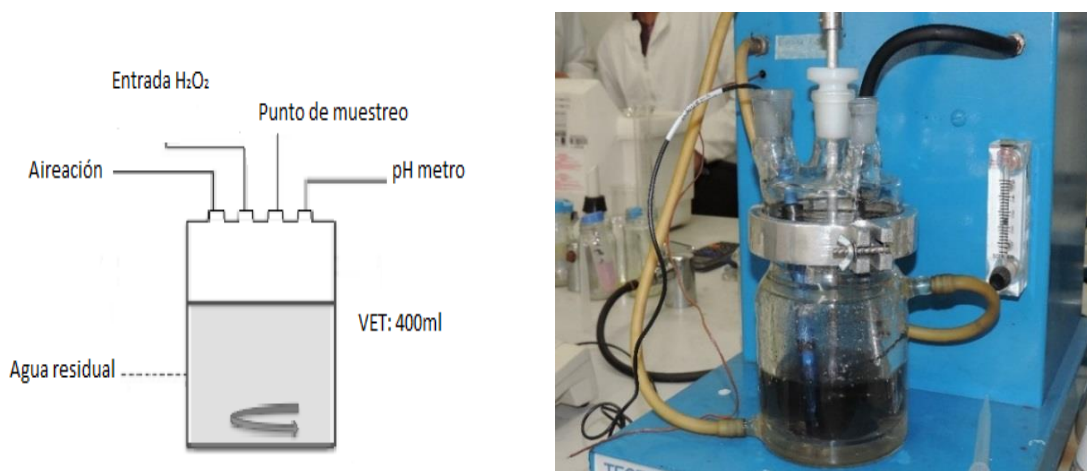 Entrada H₂O₂
Punto de muestreo
Aireación
pH metro
VET: 400ml
Agua residual